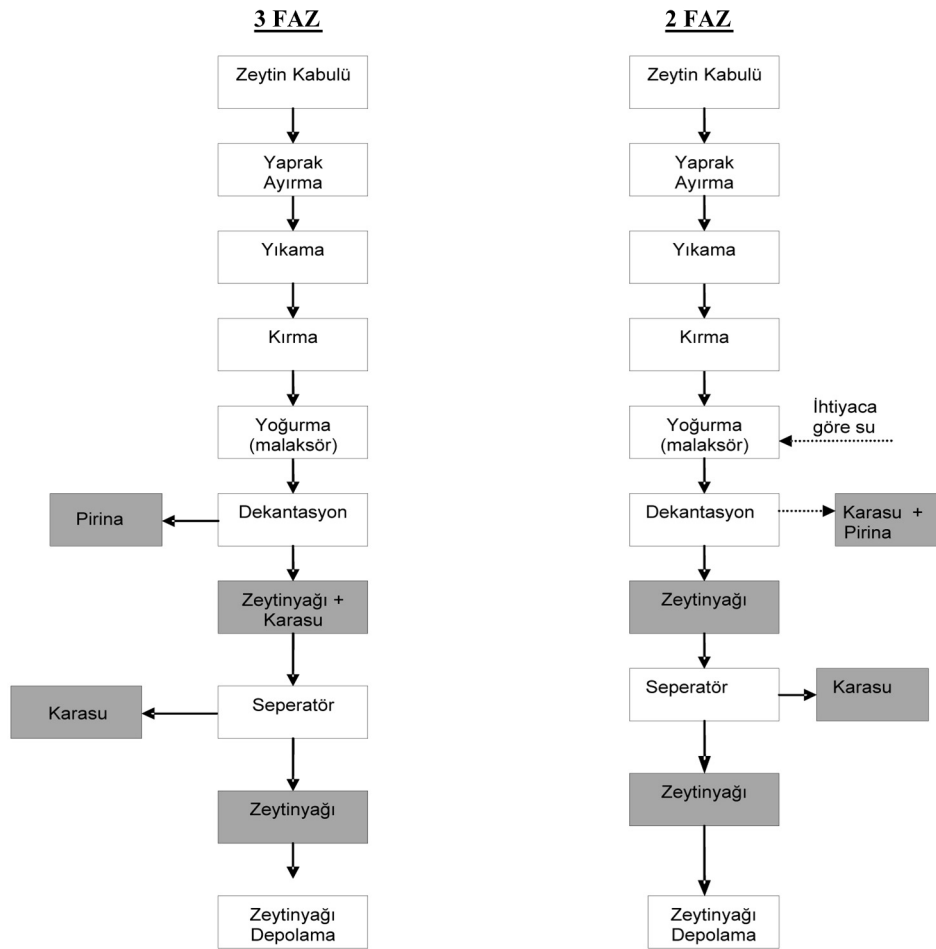 3 FAZ
Zeytin Kabulü
Yaprak
Ayırma
Yıkama
Kırma
Yoğurma
(malaksör)
Dekantasyon
Pirina
Zeytinyağı +
Karasu
Seperatör
Karasu
Zeytinyağı
Zeytinyağı
Depolama
2 FAZ
Zeytin Kabulü
Yaprak
Ayırma
Yıkama
Kırma
Yoğurma
(malaksör)
İhtiyaca
göre su
Dekantasyon
Karasu +
Pirina
Zeytinyağı
Seperatör
Karasu
Zeytinyağı
Zeytinyağı
Depolama